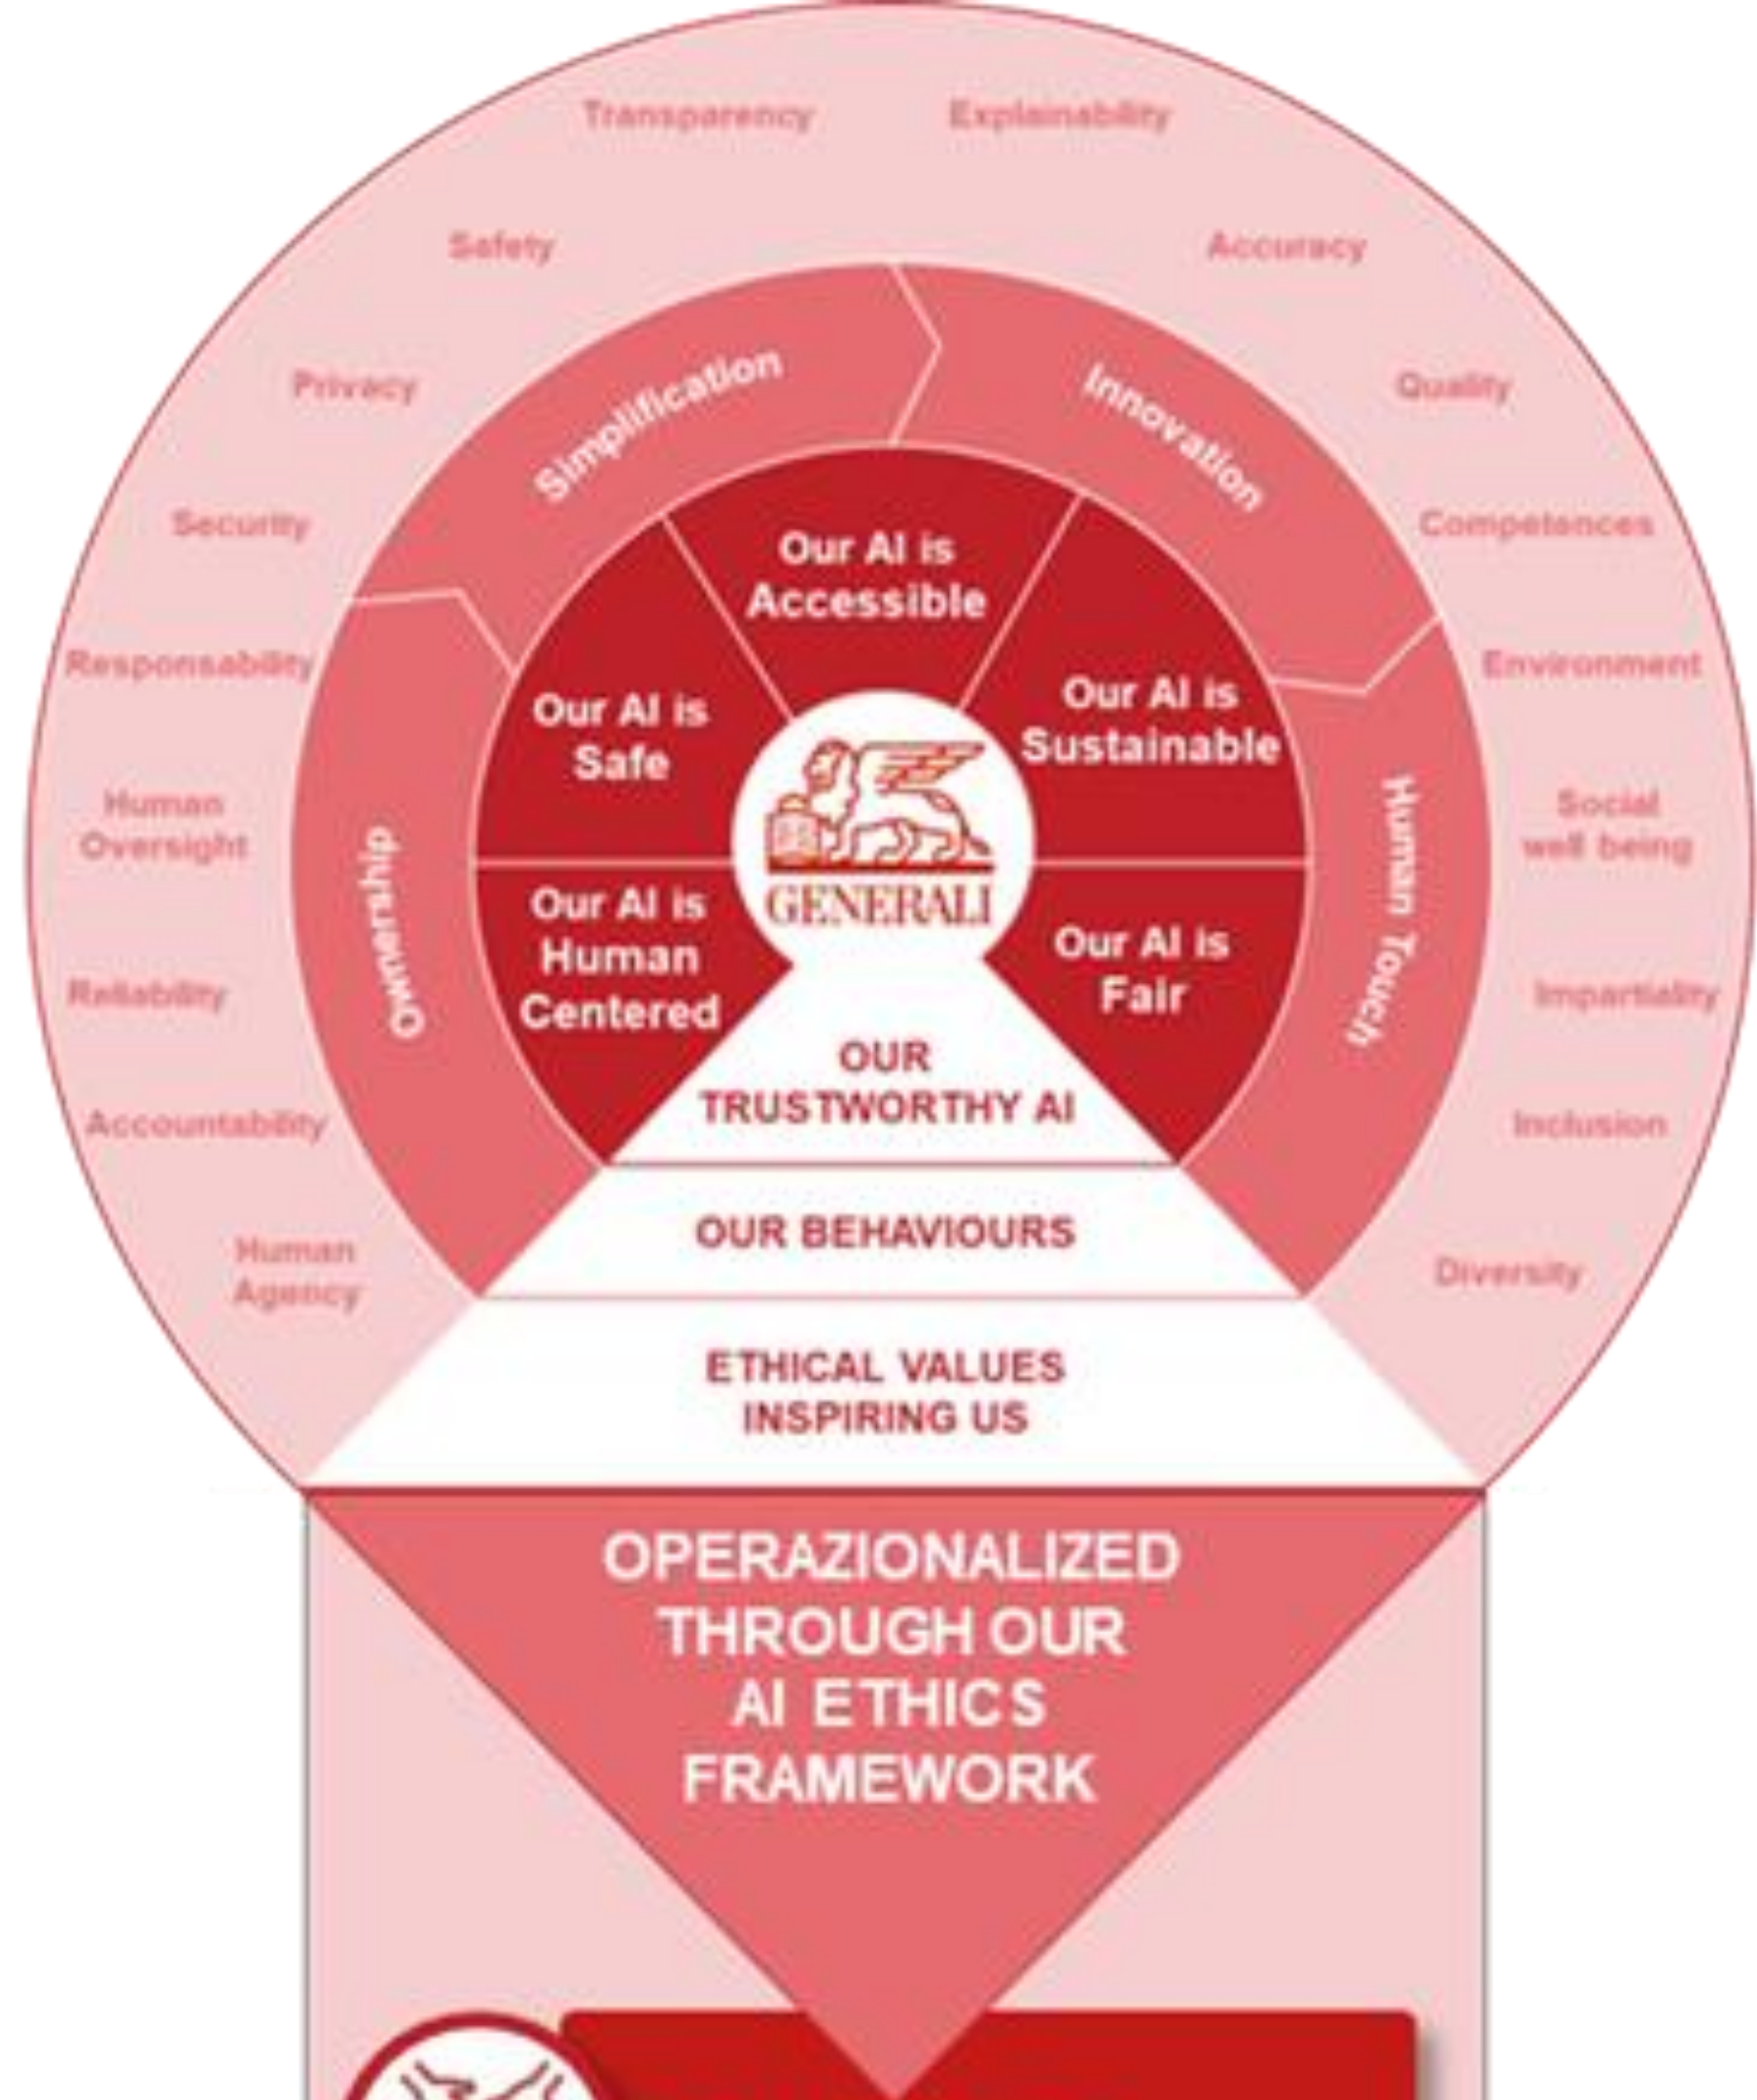 Transparency
Explainability
Safety
Accuracy
Privacy
Quality
Security
Competences
Responsability
Environment
Human
Oversight
Social
well being
Reliability
Impartiality
Accountability
Inclusion
Human
Agency
Diversity
Simplification
Innovation
Ownership
Human Touch
Our AI is
Accessible
Our AI is
Safe
Our AI is
Sustainable
Our AI is
Human
Centered
Our AI is
Fair
GENERALI
OUR
TRUSTWORTHY AI
OUR BEHAVIOURS
ETHICAL VALUES
INSPIRING US
OPERAZIONALIZED
THROUGH OUR
AI ETHICS
FRAMEWORK